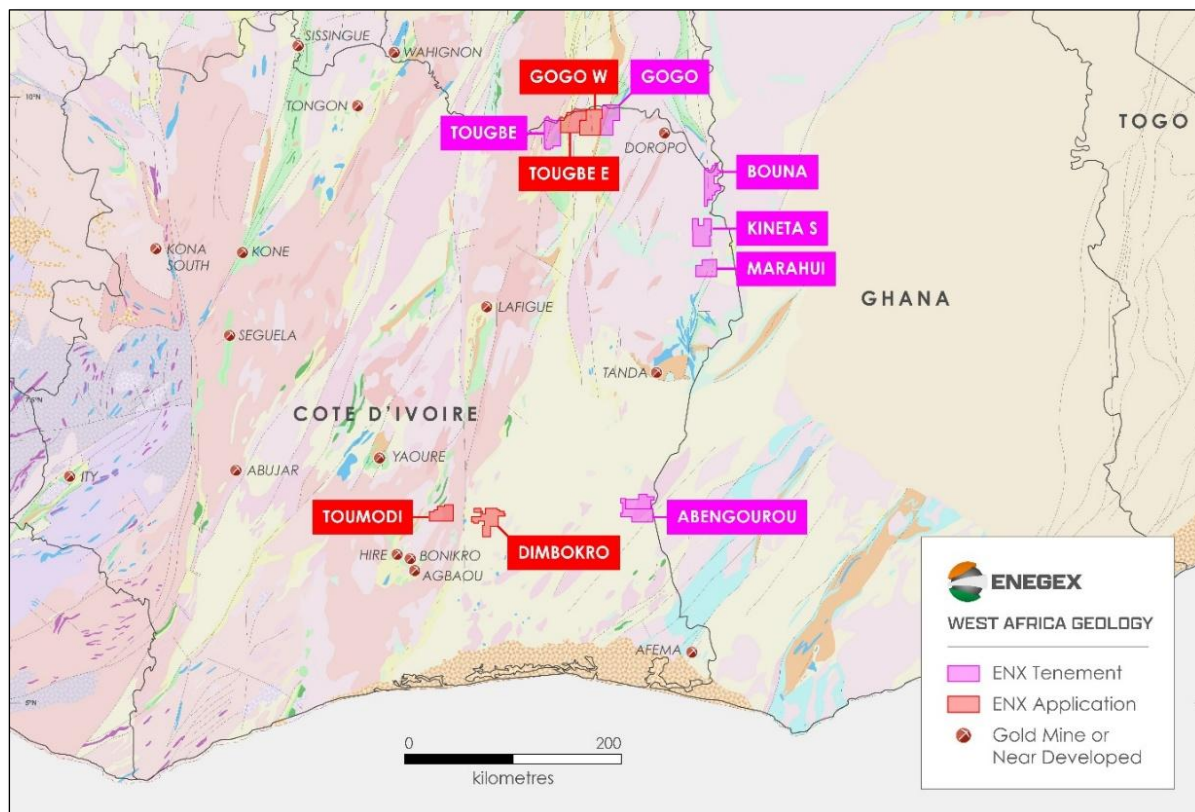 SISSINGUE
WAHIGNON
GOGO W
GOGO
10°N
TONGON
TOUGBE
DOROPO
TOGO
TOUGBE E
BOUNA
KINETA S
KONA
SOUTH
KONE
MARAHUI
GHANA
LAFIGUE
SEGUELA
TANDA
COTE D'IVOIRE
YAOURE
ITY
ABUJAR
TOUMODI
ABENGOUROU
DIMBOKRO
HIRE
BONIKRO
AGBAOU
ENEGEX
WEST AFRICA GEOLOGY
AFEMA
ENX Tenement
ENX Application
5°N
Gold Mine or
Near Developed
0 200
kilometres